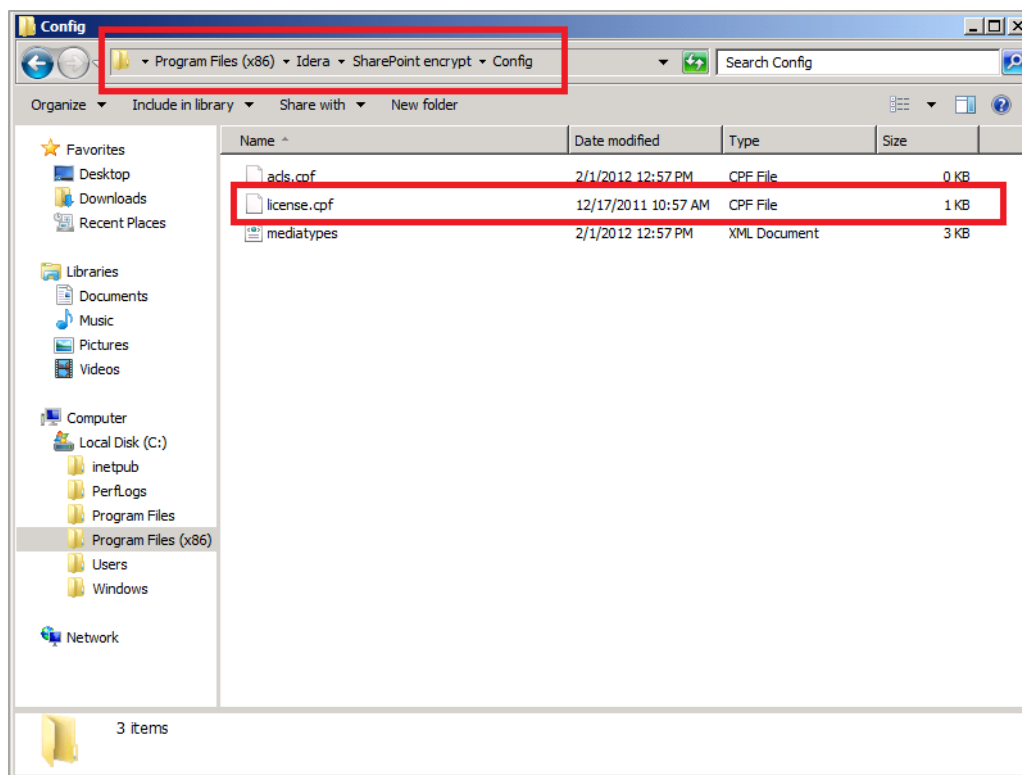 Config
Program Files (x86) Idera SharePoint encrypt Config Search Config
Organize Include in library Share with New folder
Name Date modified Type Size
Favorites
Desktop
Downloads
Recent Places
Libraries
Documents
Music
Pictures
Videos
Computer
Local Disk (C:)
inetpub
PerfLogs
Program Files
Program Files (x86)
Users
Windows
Network
acls.cpf 2/1/2012 12:57 PM CPF File 0 KB
license.cpf 12/17/2011 10:57 AM CPF File 1 KB
mediatypes 2/1/2012 12:57 PM XML Document 3 KB
3 items